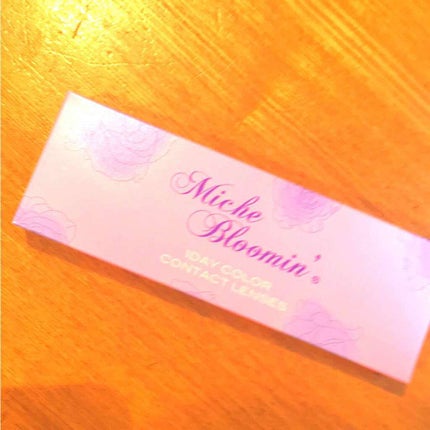 Miche
Bloomin'®
1DAY COLOR
CONTACT LENSES